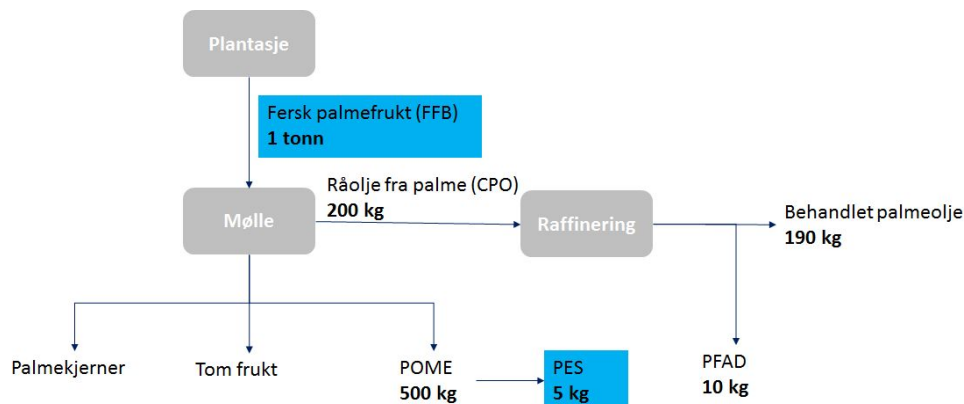 Plantasje
Fersk palmefrukt (FFB)
1 tonn
Mølle
Råolje fra palme (CPO)
200 kg
Raffinering
Behandlet palmeolje
190 kg
Palmekjerner
Tom frukt
POME
500 kg
PES
5 kg
PFAD
10 kg